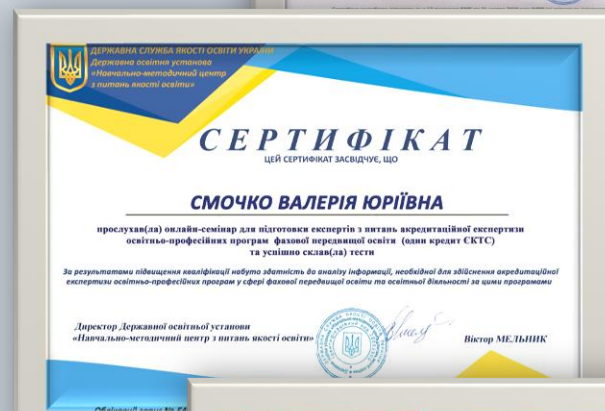 ДЕРЖАВНА СЛУЖБА ЯКОСТІ ОСВІТИ УКРАЇНИ
Державна освітня установа
«Навчально-методичний центр
з питань якості освіти»
СЕРТИФІКАТ
ЦЕЙ СЕРТИФІКАТ ЗАСВІДЧУЄ, ЩО
СМОЧКО ВАЛЕРІЯ ЮРІЇВНА
прослухав(ла) онлайн-семінар для підготовки експертів з питань акредитаційної експертизи
освітньо-професійних програм фахової передвищої освіти (один кредит ЄКТС)
та успішно склав(ла) тести
За результатами підвищення кваліфікації набуто здатність до аналізу інформації, необхідної для здійснення акредитаційної
експертизи освітньо-професійних програм у сфері фахової передвищої освіти та освітньої діяльності за цими програмами
Директор Державної освітньої установи
«Навчально-методичний центр з питань якості освіти»
Віктор МЕЛЬНИК